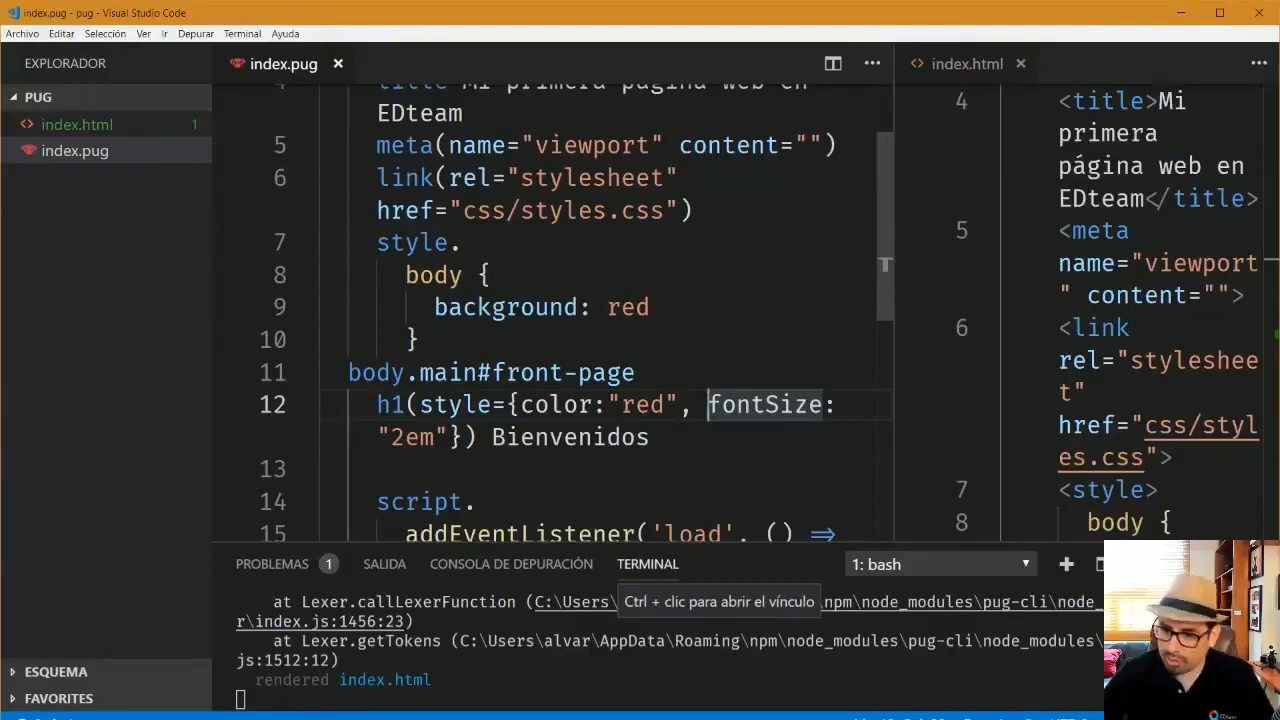 index.pug - pug - Visual Studio Code
Archivo Editar Selección Ver Ir Depurar Terminal Ayuda
EXPLORADOR
PUG
index.html 1
index.pug
ESQUEMA
FAVORITES
index.pug
4 title Mi primera página web en
EDteam
5 meta(name="viewport" content="")
6 link(rel="stylesheet"
href="css/styles.css")
7 style.
8 body {
9 background: red
10 }
11 body.main#front-page
12 h1(style={color:"red", fontSize:
"2em"}) Bienvenidos
13
14 script.
15 addEventListener('load', () =>
index.html
4 <title>Mi
primera
página web en
EDteam</title>
5 <meta
name="viewport
" content="">
6 <link
rel="styleshee
t"
href="css/styl
es.css">
7 <style>
8 body {
PROBLEMAS 1 SALIDA CONSOLA DE DEPURACIÓN TERMINAL 1: bash
at Lexer.callLexerFunction (C:\Users\ npm\node_modules\pug-cli\node_
r\index.js:1456:23)
Ctrl + clic para abrir el vínculo
at Lexer.getTokens (C:\Users\alvar\AppData\Roaming\npm\node_modules\pug-cli\node_modules\
js:1512:12)
rendered index.html